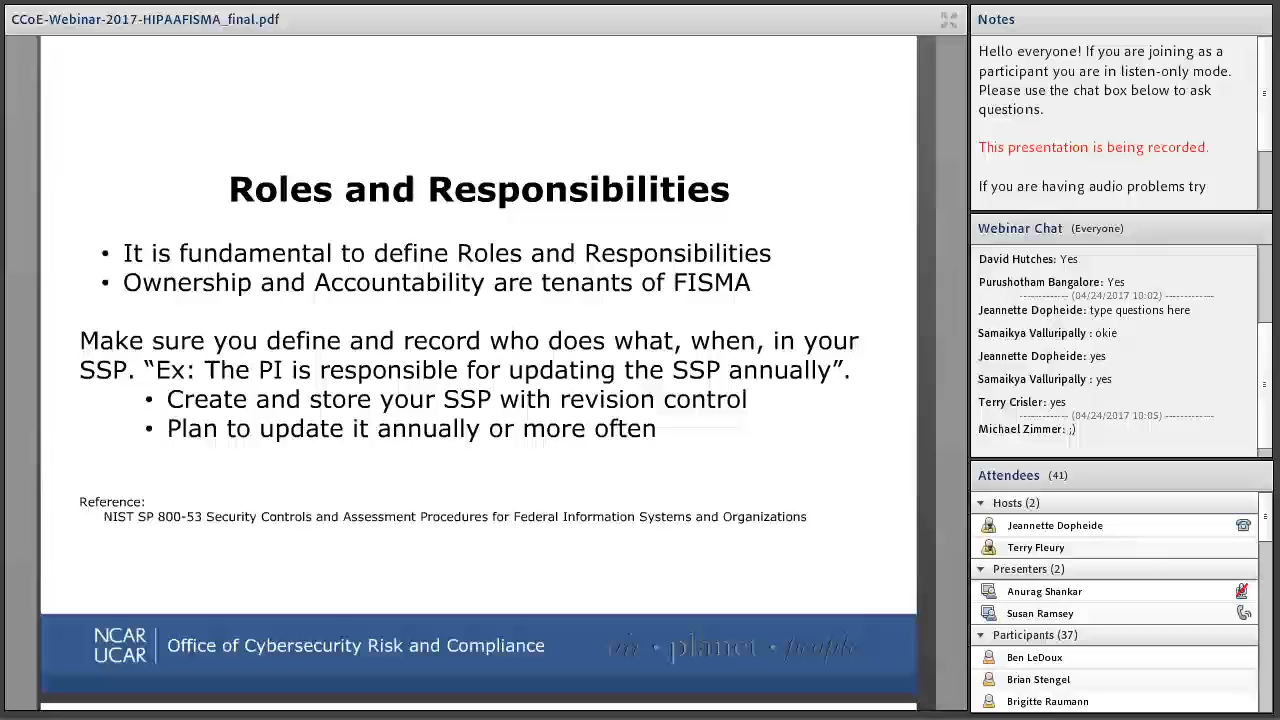 CCoE-Webinar-2017-HIPAAFISMA_final.pdf
Roles and Responsibilities
• It is fundamental to define Roles and Responsibilities
• Ownership and Accountability are tenants of FISMA
Make sure you define and record who does what, when, in your
SSP. “Ex: The PI is responsible for updating the SSP annually”.
• Create and store your SSP with revision control
• Plan to update it annually or more often
Reference:
NIST SP 800-53 Security Controls and Assessment Procedures for Federal Information Systems and Organizations
NCAR
UCAR
Office of Cybersecurity Risk and Compliance
air • planet • people
Notes
Hello everyone! If you are joining as a
participant you are in listen-only mode.
Please use the chat box below to ask
questions.
This presentation is being recorded.
If you are having audio problems try
Webinar Chat (Everyone)
David Hutches: Yes
Purushotham Bangalore: Yes
------------------ (04/24/2017 10:02) ------------------
Jeannette Dopheide: type questions here
Samaikya Valluripally : okie
Jeannette Dopheide: yes
Samaikya Valluripally : yes
Terry Crisler: yes
------------------ (04/24/2017 10:05) ------------------
Michael Zimmer: ;)
Attendees (41)
Hosts (2)
Jeannette Dopheide
Terry Fleury
Presenters (2)
Anurag Shankar
Susan Ramsey
Participants (37)
Ben LeDoux
Brian Stengel
Brigitte Raumann